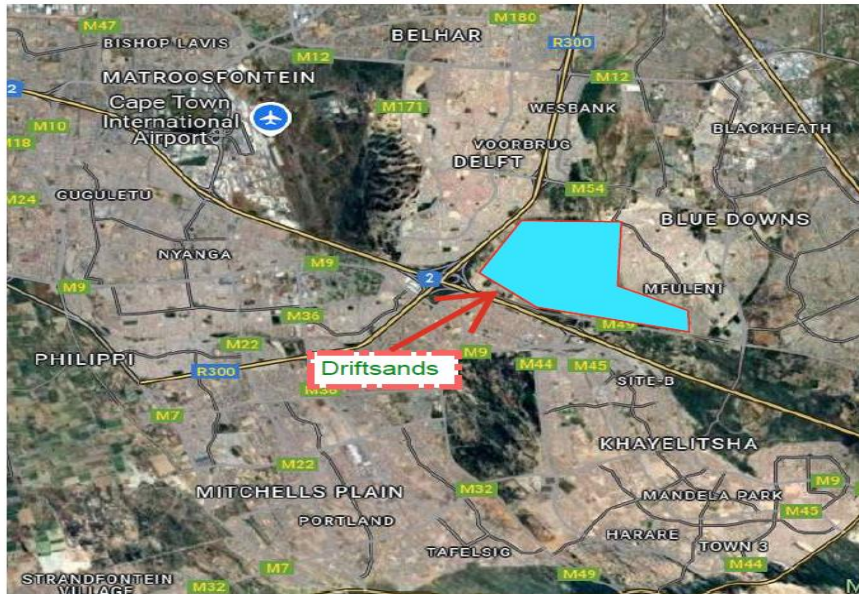 M47
M180
BELHAR
BISHOP LAVIS
R300
M12
MATROOSFONTEIN
M12
2
Cape Town
International
Airport
M171
WESBANK
M10
BLACKHEATH
M18
VOORBRUG
DELFT
M54
M24
GUGULETU
BLUE DOWNS
NYANGA
M9
2
M9
MFULENI
M36
M49
M22
M9
PHILIPPI
Driftsands
M44
M45
R300
SITE-B
M36
M7
KHAYELITSHA
M22
M9
MITCHELLS PLAIN
M32
MANDELA PARK
M45
PORTLAND
HARARE
TOWN 3
TAFELSIG
M7
M44
STRANDFONTEIN
VILLAGE
M32
M49